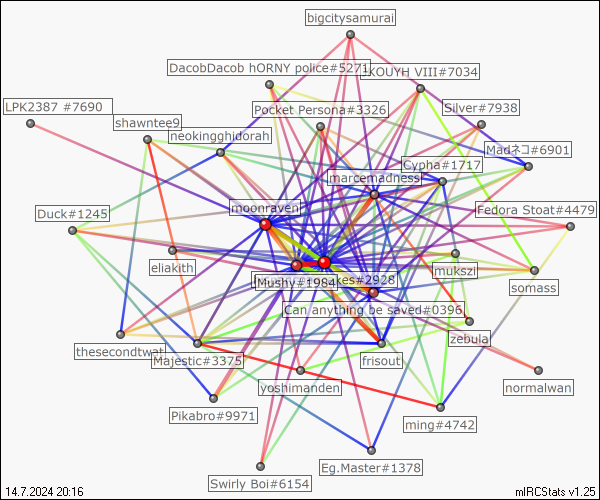 bigcitysamurai
DacobDacob hORNY police#5271
KOUYH VIII#7034
LPK2387 #7690
Pocket Persona#3326
Silver#7938
shawntee9
neokingghidorah
Madネコ#6901
Cypha#1717
marcemadness
moonraven
Fedora Stoat#4479
Duck#1245
eliakith
mukszi
Mushy#1984
kes#2928
somass
Can anything be saved#0396
zebula
thesecondtwat
Majestic#3375
frisout
yoshimanden
normalwan
Pikabro#9971
ming#4742
Eg.Master#1378
Swirly Boi#6154
14.7.2024 20:16
mIRCStats v1.25